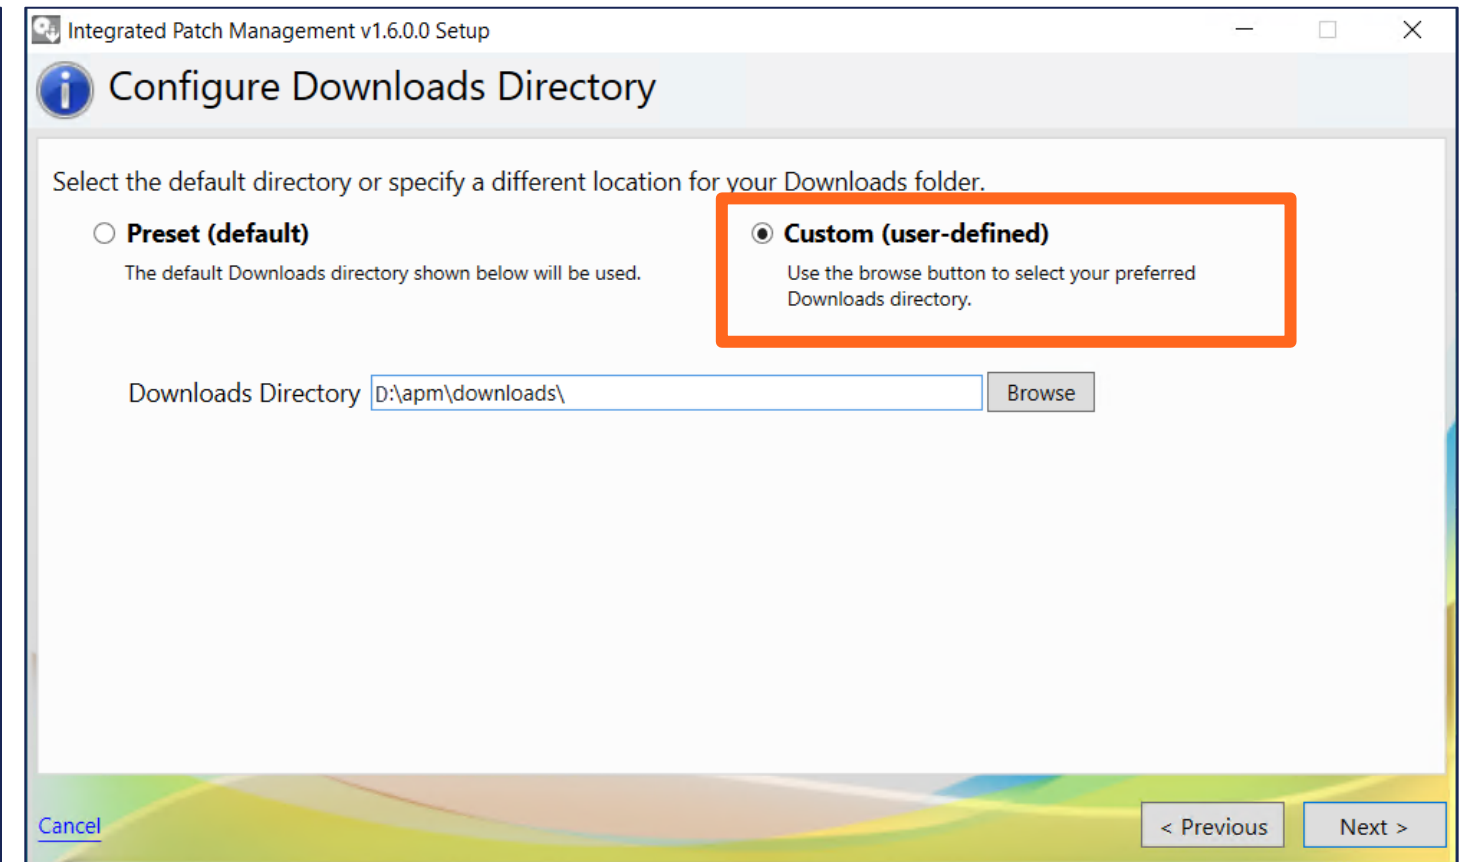 Integrated Patch Management v1.6.0.0 Setup
Configure Downloads Directory
Select the default directory or specify a different location for your Downloads folder.
Preset (default)
The default Downloads directory shown below will be used.
Custom (user-defined)
Use the browse button to select your preferred
Downloads directory.
Downloads Directory D:\apm\downloads\ Browse
Cancel < Previous Next >